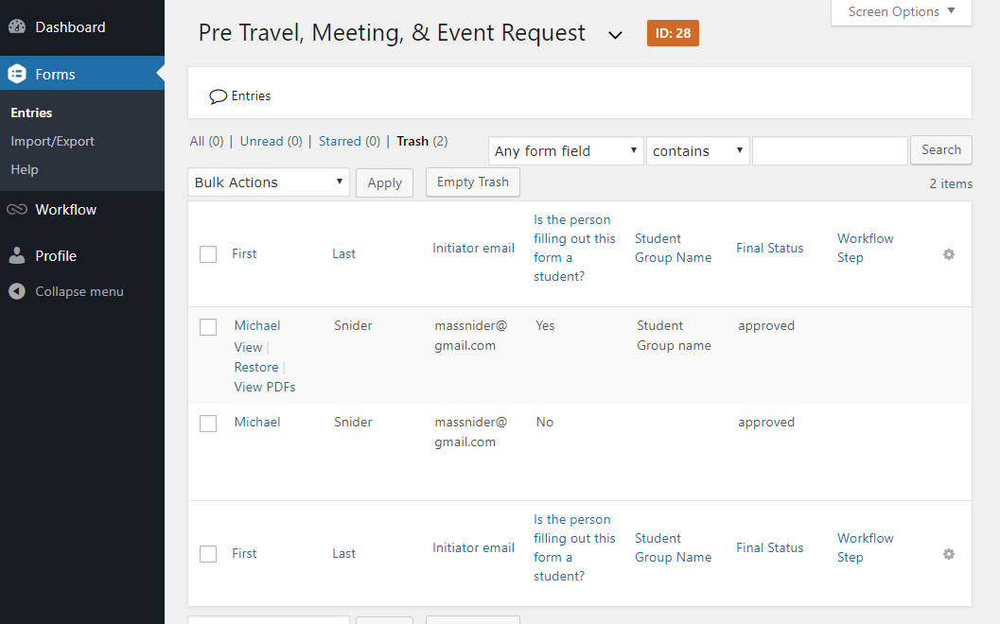 Dashboard
Forms
Entries
Import/Export
Help
Workflow
Profile
Collapse menu
Screen Options
Pre Travel, Meeting, & Event Request
ID: 28
Entries
All (0) | Unread (0) | Starred (0) | Trash (2)
Any form field
contains
Search
Bulk Actions
Apply
Empty Trash
2 items
First
Last
Initiator email
Is the person
filling out this
form a
student?
Student
Group Name
Final Status
Workflow
Step
Michael
View |
Restore |
View PDFs
Snider
massnider@
gmail.com
Yes
Student
Group name
approved
Michael
Snider
massnider@
gmail.com
No
approved
First
Last
Initiator email
Is the person
filling out this
form a
student?
Student
Group Name
Final Status
Workflow
Step